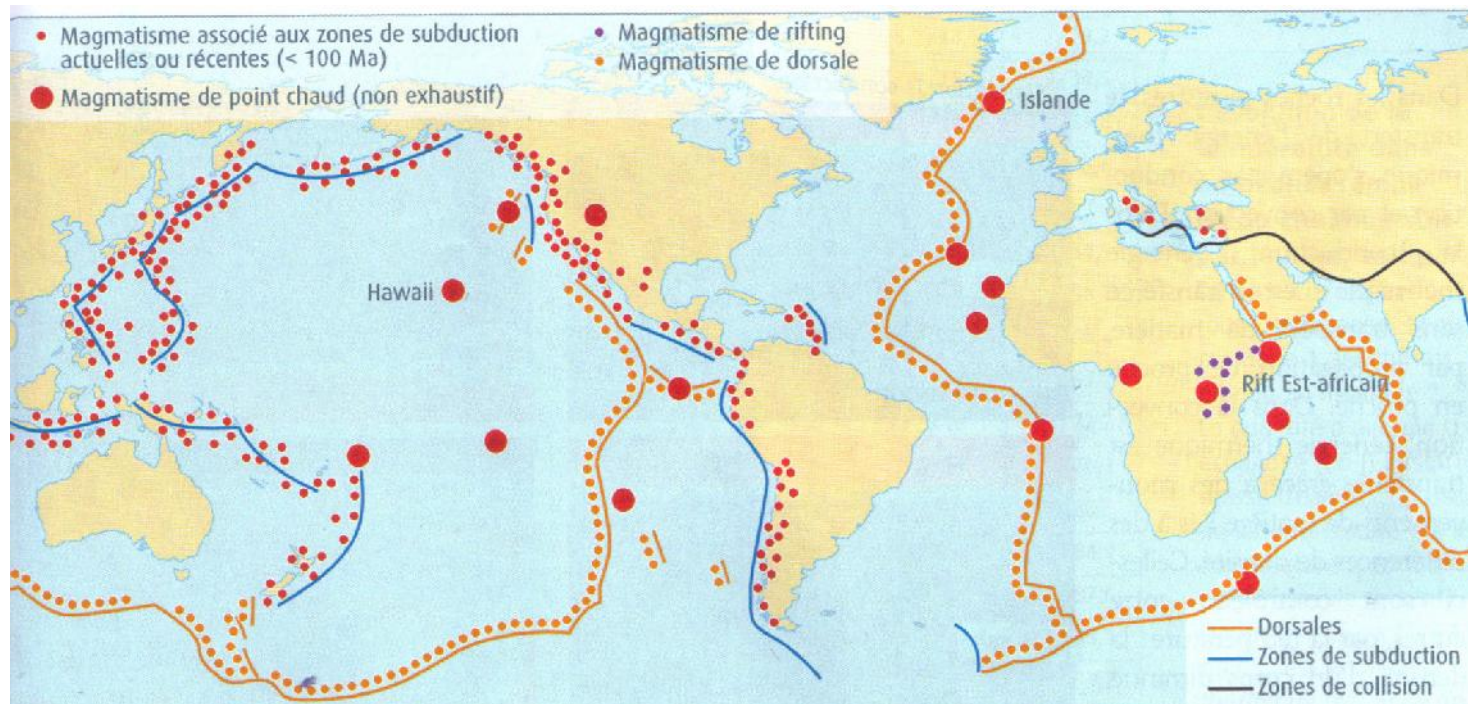 Magmatisme associé aux zones de subduction
actuelles ou récentes (< 100 Ma)
Magmatisme de point chaud (non exhaustif)
Magmatisme de rifting
Magmatisme de dorsale
Islande
Hawaii
Rift Est-africain
Dorsales
Zones de subduction
Zones de collision